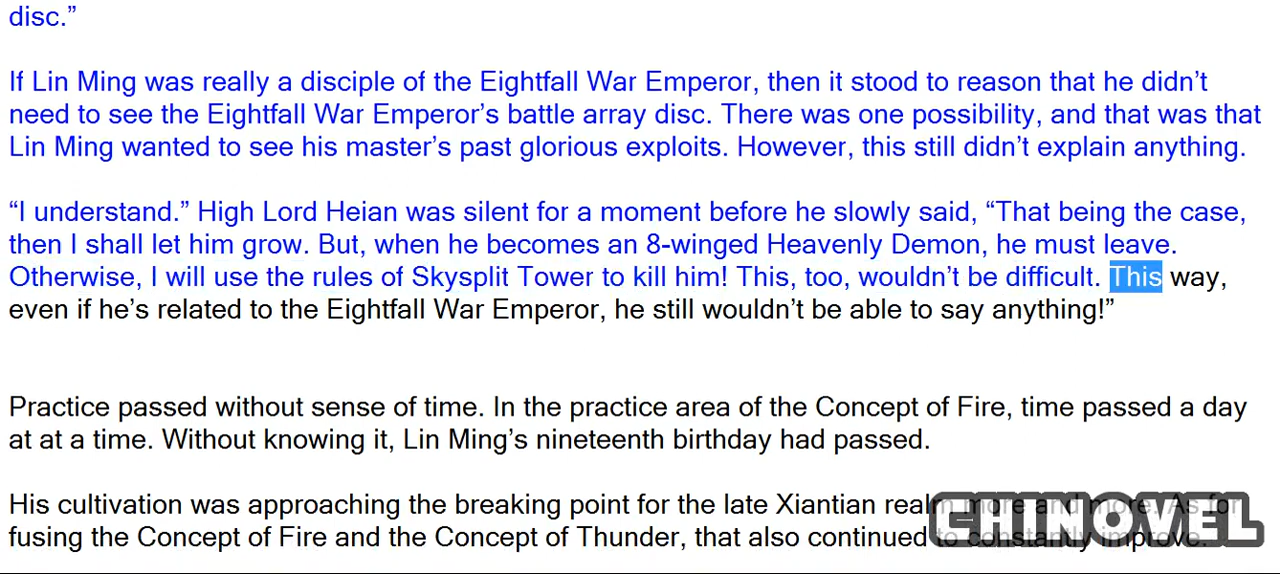 disc.”
If Lin Ming was really a disciple of the Eightfall War Emperor, then it stood to reason that he didn’t
need to see the Eightfall War Emperor’s battle array disc. There was one possibility, and that was that
Lin Ming wanted to see his master’s past glorious exploits. However, this still didn’t explain anything.
“I understand.” High Lord Heian was silent for a moment before he slowly said, “That being the case,
then I shall let him grow. But, when he becomes an 8-winged Heavenly Demon, he must leave.
Otherwise, I will use the rules of Skysplit Tower to kill him! This, too, wouldn’t be difficult. This way,
even if he’s related to the Eightfall War Emperor, he still wouldn’t be able to say anything!”
Practice passed without sense of time. In the practice area of the Concept of Fire, time passed a day
at at a time. Without knowing it, Lin Ming’s nineteenth birthday had passed.
His cultivation was approaching the breaking point for the late Xiantian realm more and more. As for
fusing the Concept of Fire and the Concept of Thunder, that also continued to constantly improve.
CHINOVEL